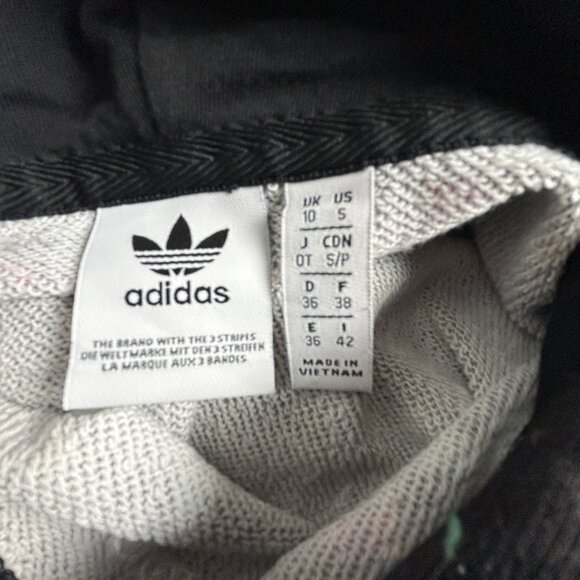 adidas
THE BRAND WITH THE 3 STRIPES
DIE WELTMARKE MIT DEN 3 STREIFEN
LA MARQUE AUX 3 BANDES.
UK US
10 S
J CDN
OT S/P
D F
36 38
E I
36 42
MADE IN
VIETNAM